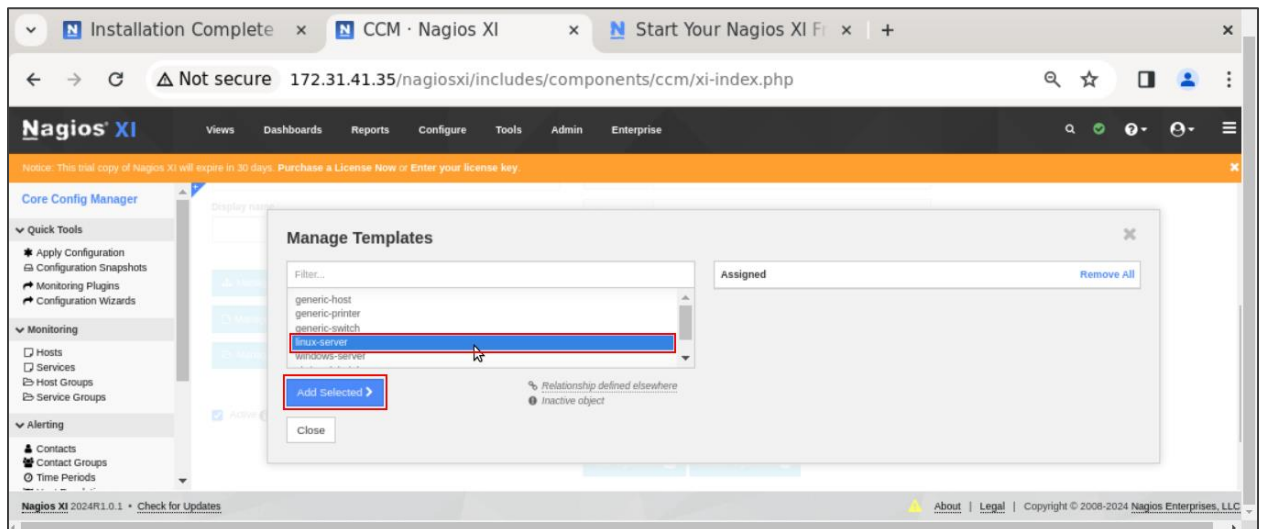 Installation Complete
CCM · Nagios XI
Start Your Nagios XI Fr
Not secure 172.31.41.35/nagiosxi/includes/components/ccm/xi-index.php
Nagios® XI Views Dashboards Reports Configure Tools Admin Enterprise
Notice: This trial copy of Nagios XI will expire in 30 days. Purchase a License Now or Enter your license key.
Core Config Manager
Quick Tools
Apply Configuration
Configuration Snapshots
Monitoring Plugins
Configuration Wizards
Monitoring
Hosts
Services
Host Groups
Service Groups
Alerting
Contacts
Contact Groups
Time Periods
Display name
Active
Manage Templates
Filter...
generic-host
generic-printer
generic-switch
linux-server
windows-server
Add Selected
Relationship defined elsewhere
Inactive object
Close
Assigned Remove All
Nagios XI 2024R1.0.1 • Check for Updates
About | Legal | Copyright © 2008-2024 Nagios Enterprises, LLC